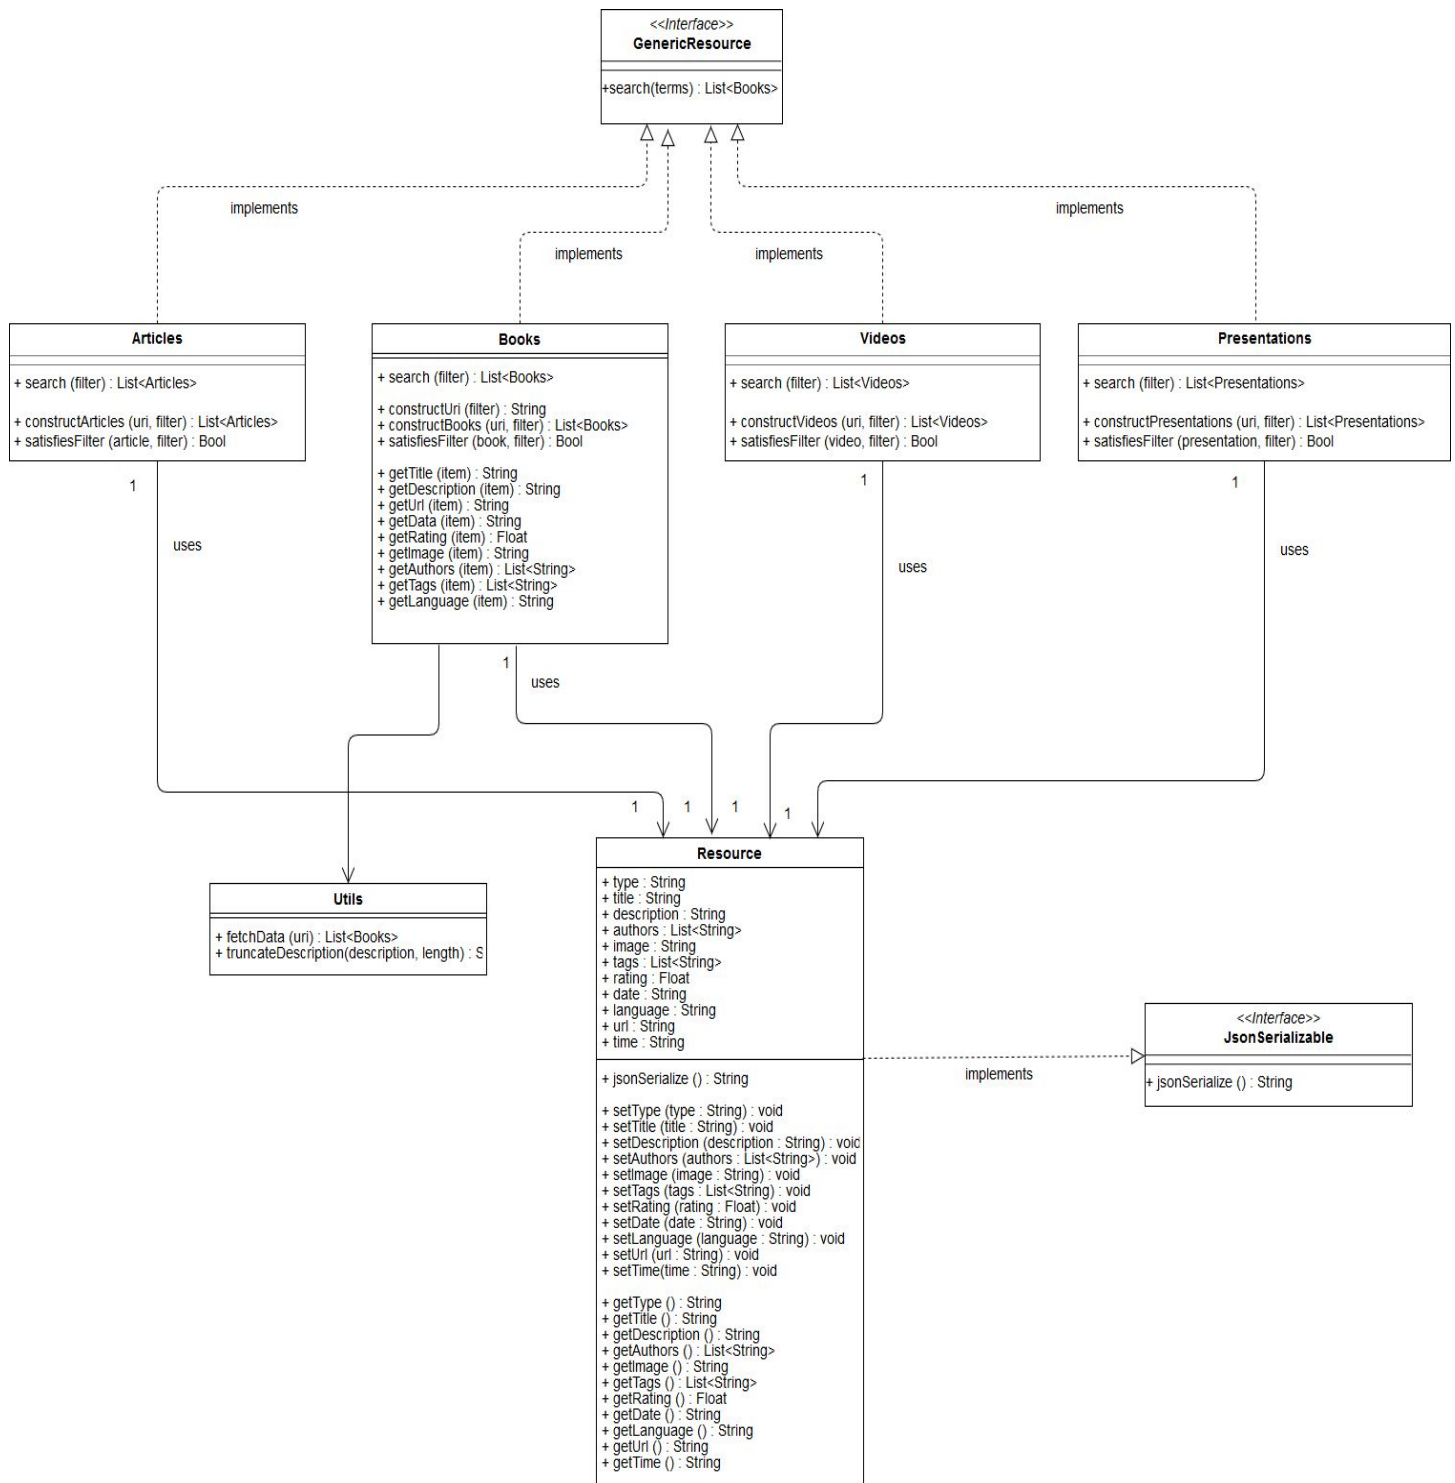 <<Interface>>
GenericResource
+search(terms) : List<Books>
implements
implements
implements
implements
Articles
+ search (filter) : List<Articles>
+ constructArticles (uri, filter) : List<Articles>
+ satisfiesFilter (article, filter) : Bool
1
uses
Books
+ search (filter) : List<Books>
+ constructUri (filter) : String
+ constructBooks (uri, filter) : List<Books>
+ satisfiesFilter (book, filter) : Bool
+ getTitle (item) : String
+ getDescription (item) : String
+ getUrl (item) : String
+ getData (item) : String
+ getRating (item) : Float
+ getImage (item) : String
+ getAuthors (item) : List<String>
+ getTags (item) : List<String>
+ getLanguage (item) : String
1
uses
Videos
+ search (filter) : List<Videos>
+ constructVideos (uri, filter) : List<Videos>
+ satisfiesFilter (video, filter) : Bool
1
uses
Presentations
+ search (filter) : List<Presentations>
+ constructPresentations (uri, filter) : List<Presentations>
+ satisfiesFilter (presentation, filter) : Bool
1
uses
1
1
1
1
Utils
+ fetchData (uri) : List<Books>
+ truncateDescription(description, length) : S
Resource
+ type : String
+ title : String
+ description : String
+ authors : List<String>
+ image : String
+ tags : List<String>
+ rating : Float
+ date : String
+ language : String
+ url : String
+ time : String
+ jsonSerialize () : String
+ setType (type : String) : void
+ setTitle (title : String) : void
+ setDescription (description : String) : void
+ setAuthors (authors : List<String>) : void
+ setImage (image : String) : void
+ setTags (tags : List<String>) : void
+ setRating (rating : Float) : void
+ setDate (date : String) : void
+ setLanguage (language : String) : void
+ setUrl (url : String) : void
+ setTime(time : String) : void
+ getType () : String
+ getTitle () : String
+ getDescription () : String
+ getAuthors () : List<String>
+ getImage () : String
+ getTags () : List<String>
+ getRating () : Float
+ getDate () : String
+ getLanguage () : String
+ getUrl () : String
+ getTime () : String
implements
<<Interface>>
JsonSerializable
+ jsonSerialize () : String